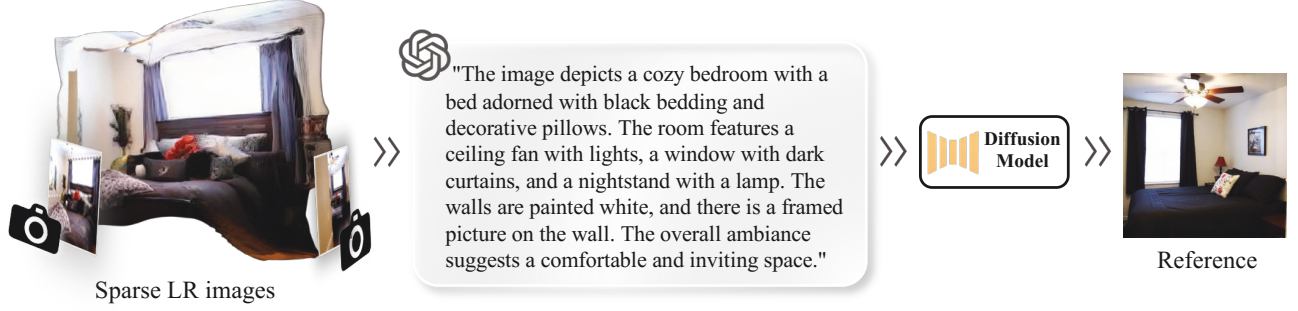 "The image depicts a cozy bedroom with a
bed adorned with black bedding and
decorative pillows. The room features a
ceiling fan with lights, a window with dark
curtains, and a nightstand with a lamp. The
walls are painted white, and there is a framed
picture on the wall. The overall ambiance
suggests a comfortable and inviting space."
Diffusion
Model
Sparse LR images
Reference